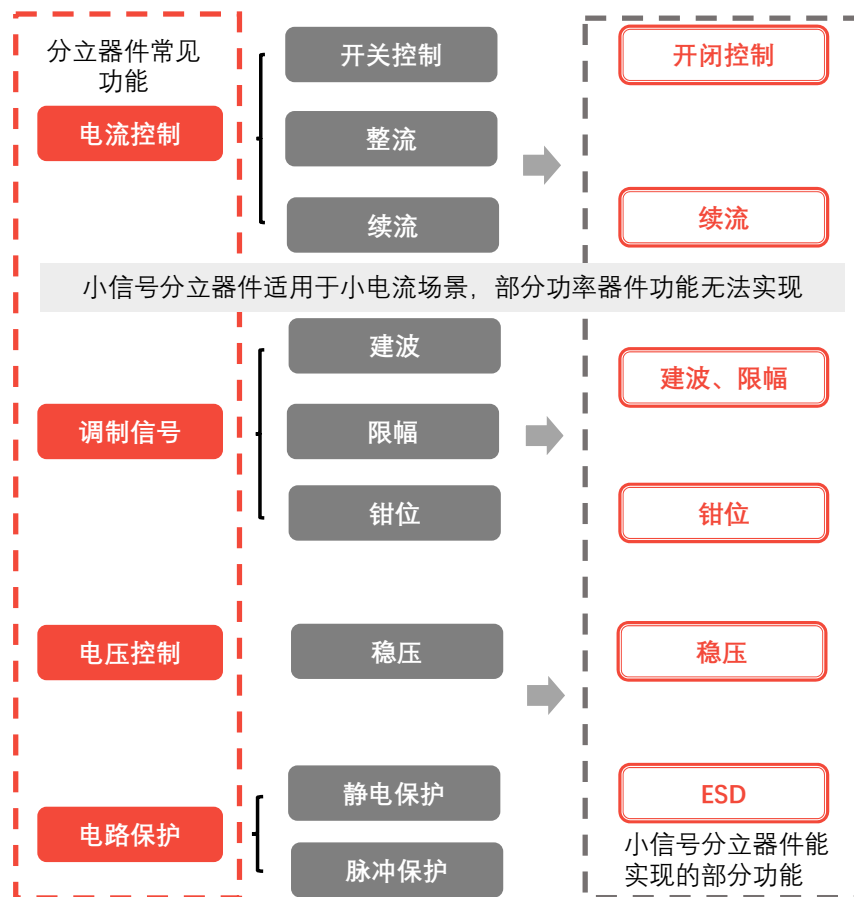 分立器件常见
功能
电流控制
开关控制
整流
续流
开闭控制
续流
小信号分立器件适用于小电流场景，部分功率器件功能无法实现
调制信号
建波
限幅
钳位
建波、限幅
钳位
电压控制
稳压
稳压
电路保护
静电保护
脉冲保护
ESD
小信号分立器件能
实现的部分功能